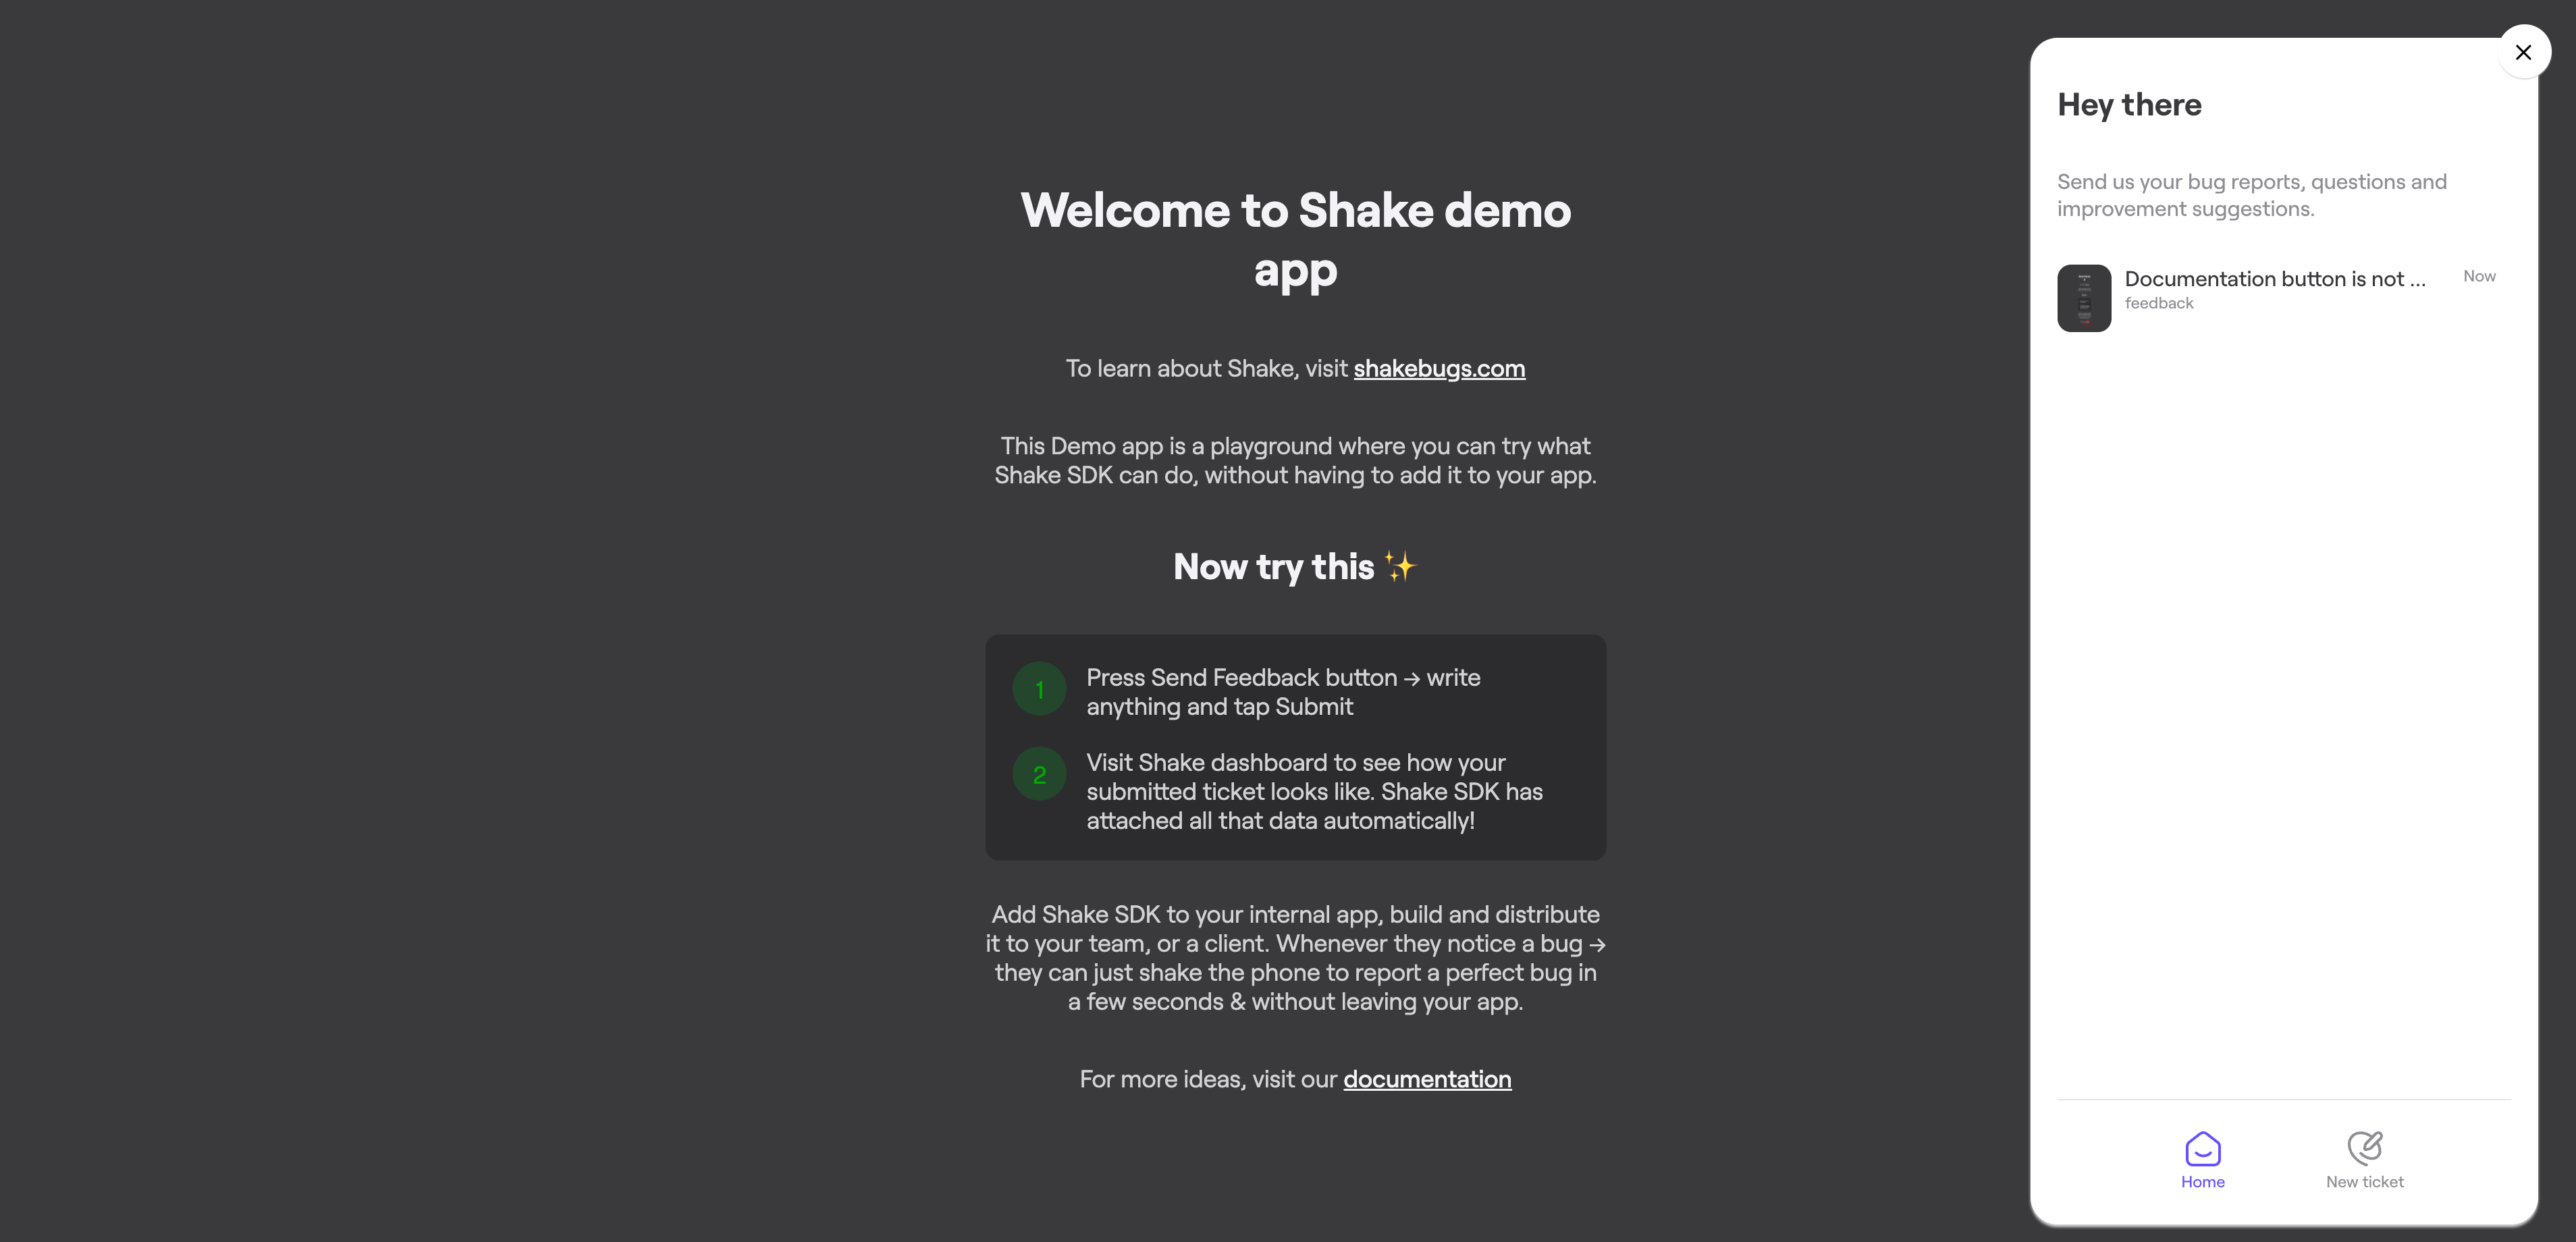 Welcome to Shake demo
app
To learn about Shake, visit shakebugs.com
This Demo app is a playground where you can try what
Shake SDK can do, without having to add it to your app.
Now try this ✨
1
Press Send Feedback button → write
anything and tap Submit
2
Visit Shake dashboard to see how your
submitted ticket looks like. Shake SDK has
attached all that data automatically!
Add Shake SDK to your internal app, build and distribute
it to your team, or a client. Whenever they notice a bug →
they can just shake the phone to report a perfect bug in
a few seconds & without leaving your app.
For more ideas, visit our documentation
Hey there
Send us your bug reports, questions and
improvement suggestions.
Documentation button is not ...
Now
feedback
Home
New ticket